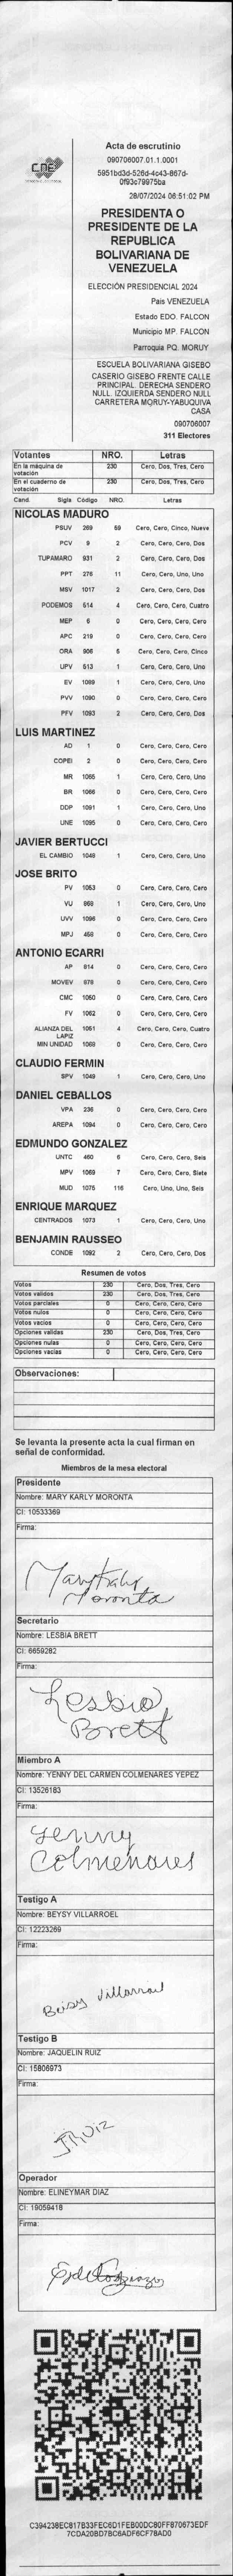 CNE
Acta de escrutinio
090706007.01.1.0001
5951bd3d-526d-4c43-867d-
0f93c79975ba
28/07/2024 06:51:02 PM
PRESIDENTA O
PRESIDENTE DE LA
REPUBLICA
BOLIVARIANA DE
VENEZUELA
ELECCIÓN PRESIDENCIAL 2024
Pais VENEZUELA
Estado EDO. FALCON
Municipio MP. FALCON
Parroquia PQ. MORUY
ESCUELA BOLIVARIANA GISEBO
CASERIO GISEBO FRENTE CALLE
PRINCIPAL. DERECHA SENDERO
NULL. IZQUIERDA SENDERO NULL
CARRETERA MORUY-YABUQUIVA
CASA
090706007
311 Electores
Votantes NRO. Letras
En la máquina de votación 230 Cero, Dos, Tres, Cero
En el cuaderno de votación 230 Cero, Dos, Tres, Cero
Cand. Sigla Código NRO. Letras
NICOLAS MADURO
PSUV 269 59 Cero, Cero, Cinco, Nueve
PCV 9 2 Cero, Cero, Cero, Dos
TUPAMARO 931 2 Cero, Cero, Cero, Dos
PPT 276 11 Cero, Cero, Uno, Uno
MSV 1017 2 Cero, Cero, Cero, Dos
PODEMOS 514 4 Cero, Cero, Cero, Cuatro
MEP 6 0 Cero, Cero, Cero, Cero
APC 219 0 Cero, Cero, Cero, Cero
ORA 906 5 Cero, Cero, Cero, Cinco
UPV 513 1 Cero, Cero, Cero, Uno
EV 1089 1 Cero, Cero, Cero, Uno
PVV 1090 0 Cero, Cero, Cero, Cero
PFV 1093 2 Cero, Cero, Cero, Dos
LUIS MARTINEZ
AD 1 0 Cero, Cero, Cero, Cero
COPEI 2 0 Cero, Cero, Cero, Cero
MR 1065 1 Cero, Cero, Cero, Uno
BR 1066 0 Cero, Cero, Cero, Cero
DDP 1091 1 Cero, Cero, Cero, Uno
UNE 1095 0 Cero, Cero, Cero, Cero
JAVIER BERTUCCI
EL CAMBIO 1048 1 Cero, Cero, Cero, Uno
JOSE BRITO
PV 1053 0 Cero, Cero, Cero, Cero
VU 868 1 Cero, Cero, Cero, Uno
UVV 1096 0 Cero, Cero, Cero, Cero
MPJ 458 0 Cero, Cero, Cero, Cero
ANTONIO ECARRI
AP 814 0 Cero, Cero, Cero, Cero
MOVEV 878 0 Cero, Cero, Cero, Cero
CMC 1050 0 Cero, Cero, Cero, Cero
FV 1052 0 Cero, Cero, Cero, Cero
ALIANZA DEL LAPIZ 1051 4 Cero, Cero, Cero, Cuatro
MIN UNIDAD 1068 0 Cero, Cero, Cero, Cero
CLAUDIO FERMIN
SPV 1049 1 Cero, Cero, Cero, Uno
DANIEL CEBALLOS
VPA 236 0 Cero, Cero, Cero, Cero
AREPA 1094 0 Cero, Cero, Cero, Cero
EDMUNDO GONZALEZ
UNTC 460 6 Cero, Cero, Cero, Seis
MPV 1069 7 Cero, Cero, Cero, Siete
MUD 1075 116 Cero, Uno, Uno, Seis
ENRIQUE MARQUEZ
CENTRADOS 1073 1 Cero, Cero, Cero, Uno
BENJAMIN RAUSSEO
CONDE 1092 2 Cero, Cero, Cero, Dos
Resumen de votos
Votos 230 Cero, Dos, Tres, Cero
Votos validos 230 Cero, Dos, Tres, Cero
Votos parciales 0 Cero, Cero, Cero, Cero
Votos nulos 0 Cero, Cero, Cero, Cero
Votos vacios 0 Cero, Cero, Cero, Cero
Opciones validas 230 Cero, Dos, Tres, Cero
Opciones nulas 0 Cero, Cero, Cero, Cero
Opciones vacias 0 Cero, Cero, Cero, Cero
Observaciones:
Se levanta la presente acta la cual firman en
señal de conformidad.
Miembros de la mesa electoral
Presidente
Nombre: MARY KARLY MORONTA
CI: 10533369
Firma:
Mary Karly
Moronta
Secretario
Nombre: LESBIA BRETT
CI: 6659282
Firma:
Lesbia
Brett
Miembro A
Nombre: YENNY DEL CARMEN COLMENARES YEPEZ
CI: 13526183
Firma:
Yenny
Colmenares
Testigo A
Nombre: BEYSY VILLARROEL
CI: 12223269
Firma:
Beisy Villarroel
Testigo B
Nombre: JAQUELIN RUIZ
CI: 15806973
Firma:
JRUIZ
Operador
Nombre: ELINEYMAR DIAZ
CI: 19059418
Firma:
C394238EC817B33FEC6D1FEB00DC80FF870673EDF
7CDA20BD7BC6ADF6CF78AD0